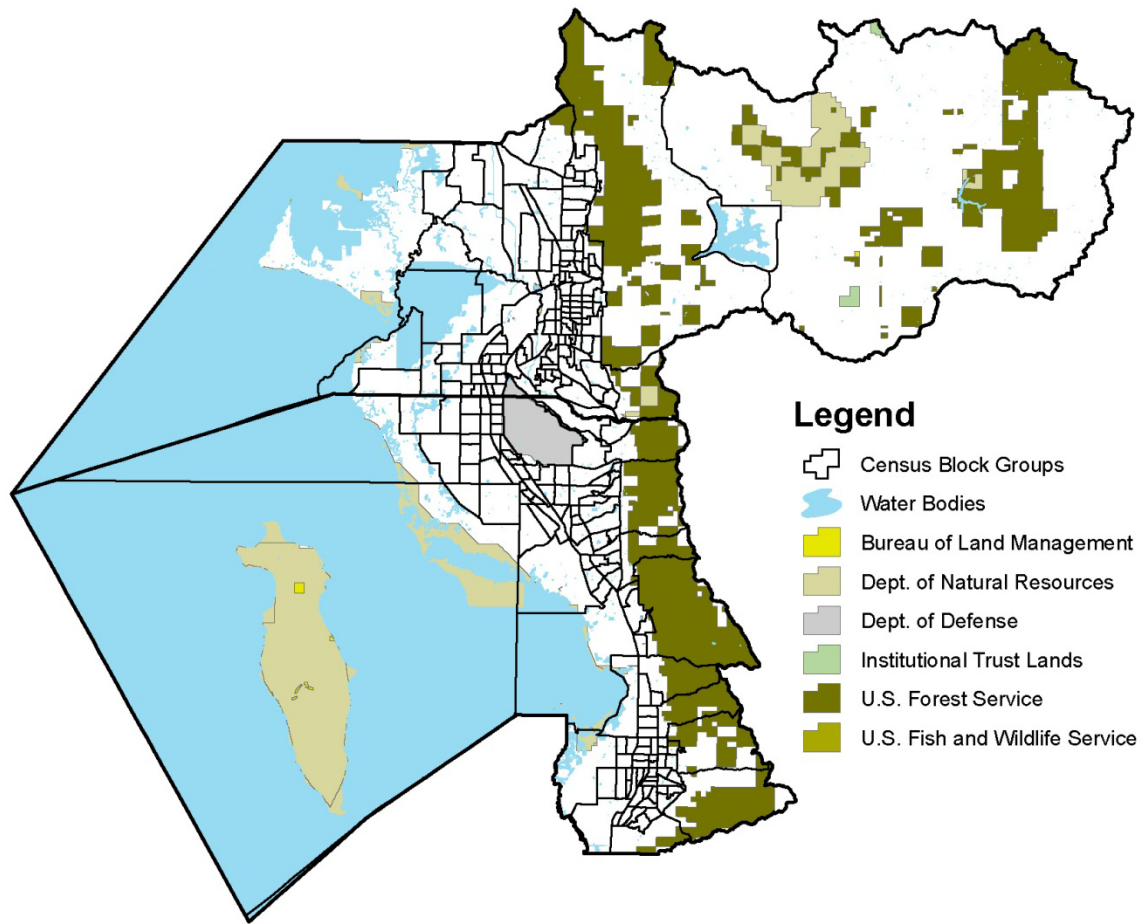 Legend
Census Block Groups
Water Bodies
Bureau of Land Management
Dept. of Natural Resources
Dept. of Defense
Institutional Trust Lands
U.S. Forest Service
U.S. Fish and Wildlife Service